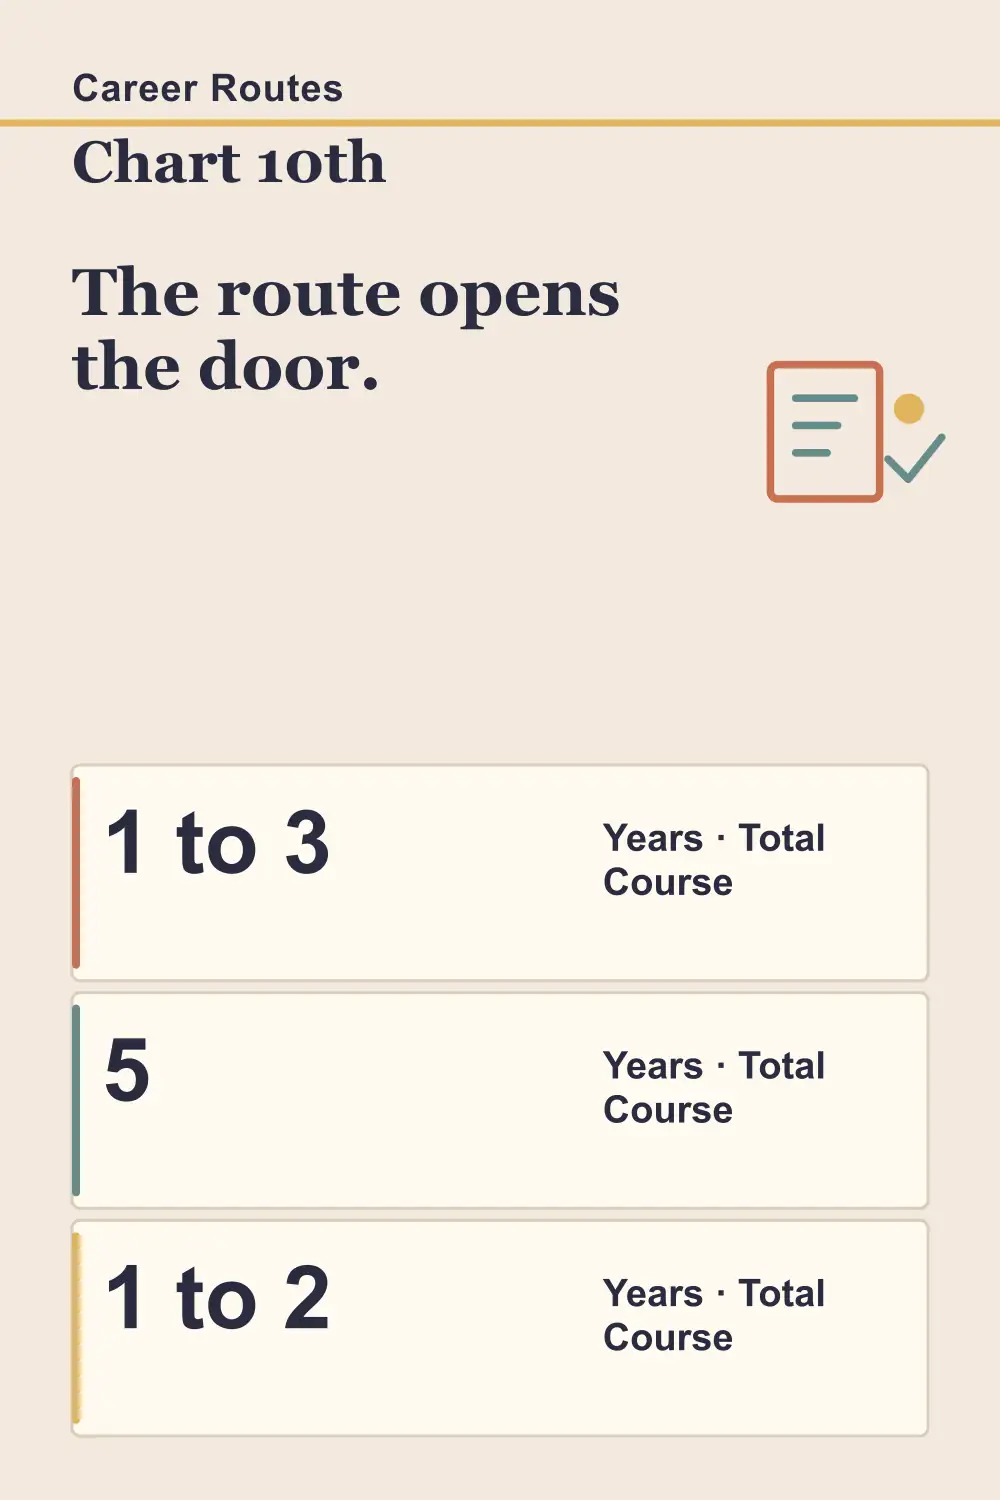 Career Routes
Chart 10th
The route opens
the door.
1 to 3
Years · Total
Course
5
Years · Total
Course
1 to 2
Years · Total
Course